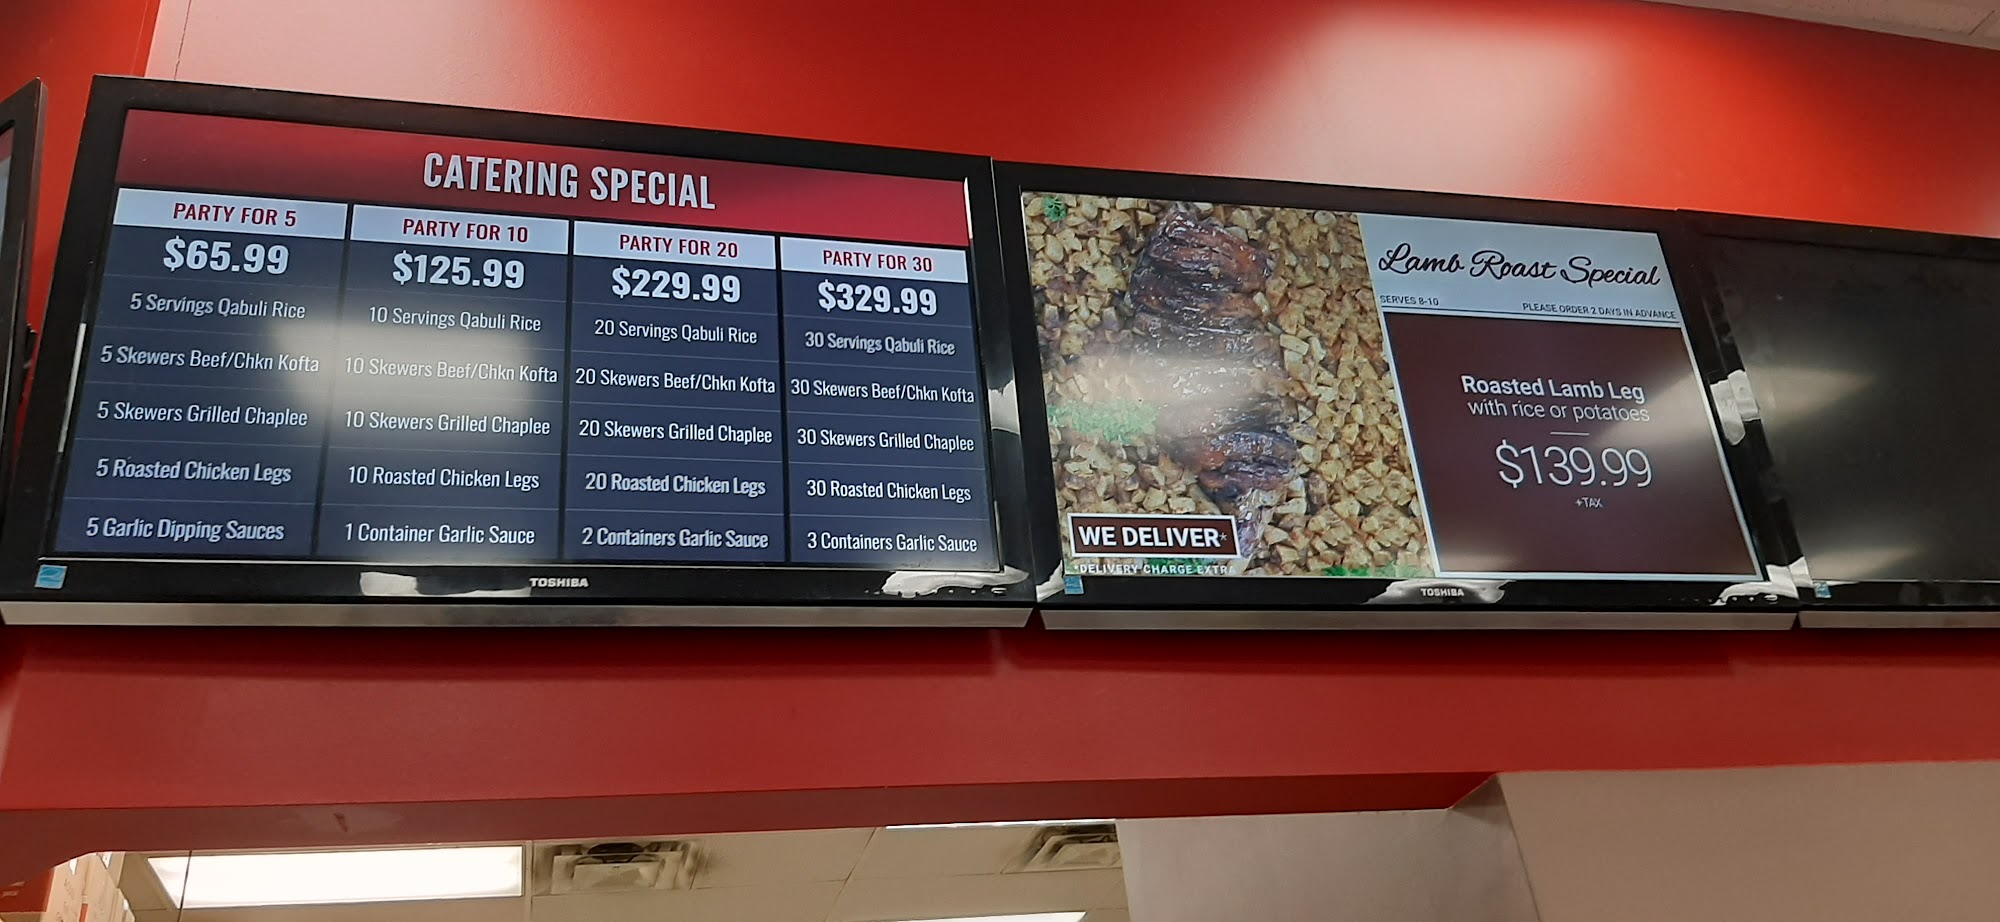 CATERING SPECIAL
PARTY FOR 5
$65.99
5 Servings Qabuli Rice
5 Skewers Beef/Chkn Kofta
5 Skewers Grilled Chaplee
5 Roasted Chicken Legs
5 Garlic Dipping Sauces
PARTY FOR 10
$125.99
10 Servings Qabuli Rice
10 Skewers Beef/Chkn Kofta
10 Skewers Grilled Chaplee
10 Roasted Chicken Legs
1 Container Garlic Sauce
PARTY FOR 20
$229.99
20 Servings Qabuli Rice
20 Skewers Beef/Chkn Kofta
20 Skewers Grilled Chaplee
20 Roasted Chicken Legs
2 Containers Garlic Sauce
PARTY FOR 30
$329.99
30 Servings Qabuli Rice
30 Skewers Beef/Chkn Kofta
30 Skewers Grilled Chaplee
30 Roasted Chicken Legs
3 Containers Garlic Sauce
TOSHIBA
Lamb Roast Special
SERVES 8-10
PLEASE ORDER 2 DAYS IN ADVANCE
Roasted Lamb Leg
with rice or potatoes
$139.99
+TAX
WE DELIVER*
*DELIVERY CHARGE EXTRA
TOSHIBA